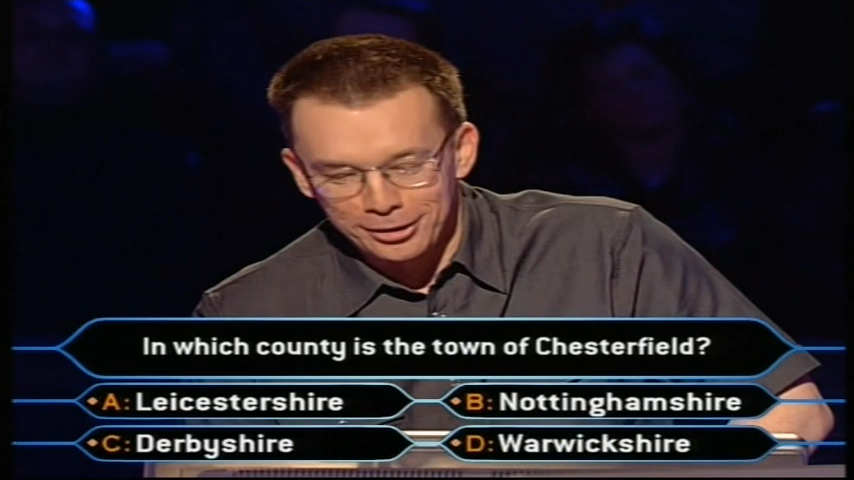 In which county is the town of Chesterfield?
A: Leicestershire
B: Nottinghamshire
C: Derbyshire
D: Warwickshire